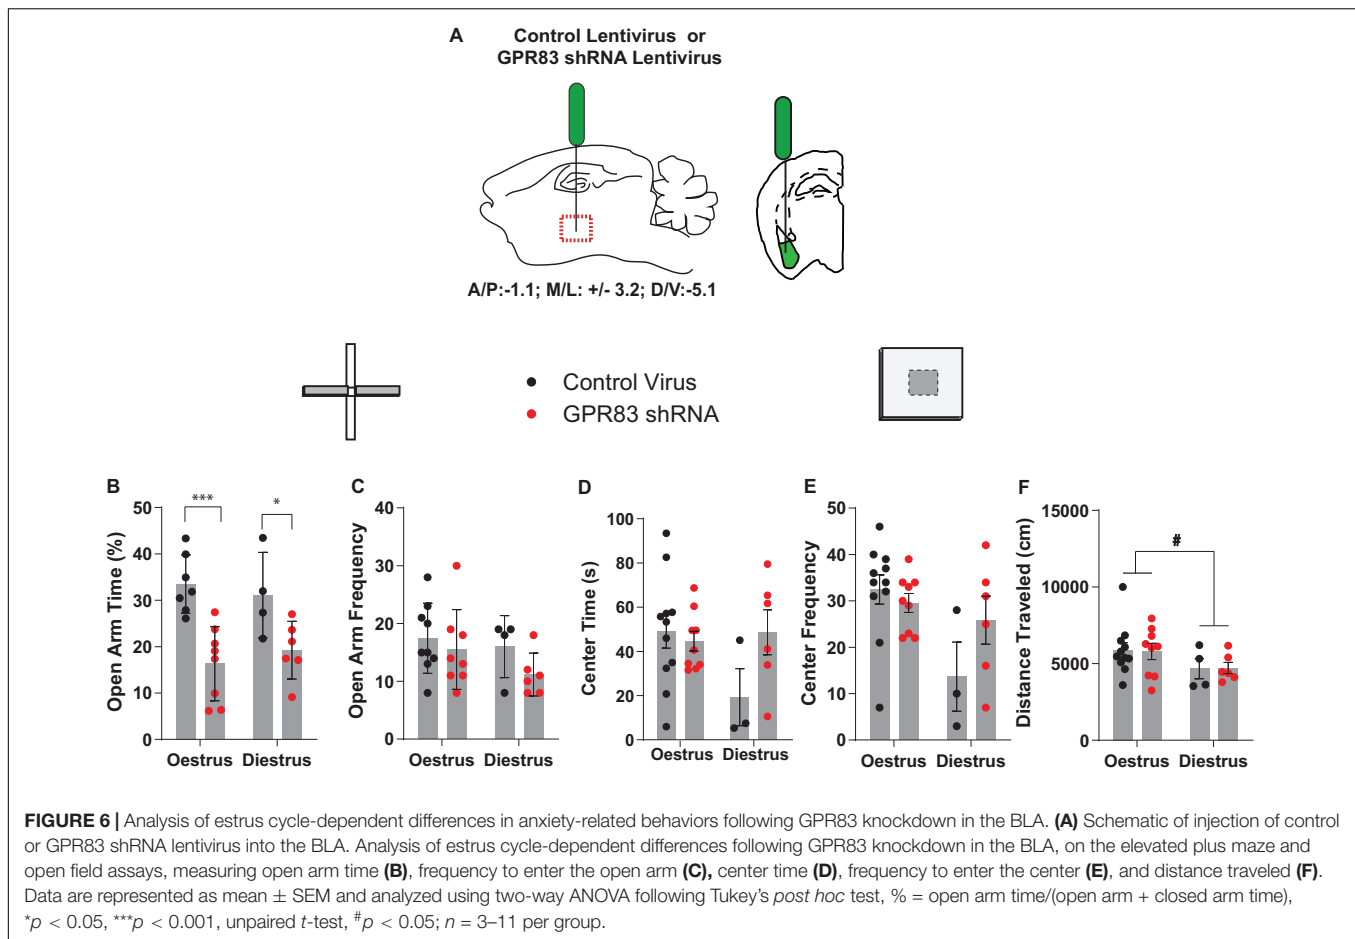 A
Control Lentivirus or
GPR83 shRNA Lentivirus
A/P:-1.1; M/L: +/- 3.2; D/V:-5.1
Control Virus
GPR83 shRNA
B
Open Arm Time (%)
50
40
30
20
10
0
***
*
Oestrus Diestrus
C
Open Arm Frequency
40
30
20
10
0
Oestrus Diestrus
D
Center Time (s)
100
80
60
40
20
0
Oestrus Diestrus
E
Center Frequency
50
40
30
20
10
0
Oestrus Diestrus
F
Distance Traveled (cm)
15000
10000
5000
0
#
Oestrus Diestrus
FIGURE 6 | Analysis of estrus cycle-dependent differences in anxiety-related behaviors following GPR83 knockdown in the BLA. (A) Schematic of injection of control
or GPR83 shRNA lentivirus into the BLA. Analysis of estrus cycle-dependent differences following GPR83 knockdown in the BLA, on the elevated plus maze and
open field assays, measuring open arm time (B), frequency to enter the open arm (C), center time (D), frequency to enter the center (E), and distance traveled (F).
Data are represented as mean ± SEM and analyzed using two-way ANOVA following Tukey's post hoc test, % = open arm time/(open arm + closed arm time),
*p < 0.05, ***p < 0.001, unpaired t-test, #p < 0.05; n = 3–11 per group.